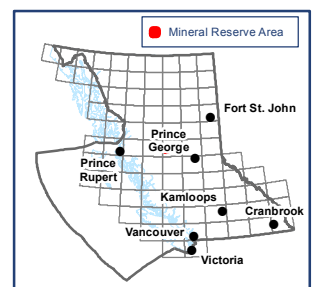 Mineral Reserve Area
Fort St. John
Prince
George
Prince
Rupert
Kamloops
Cranbrook
Vancouver
Victoria